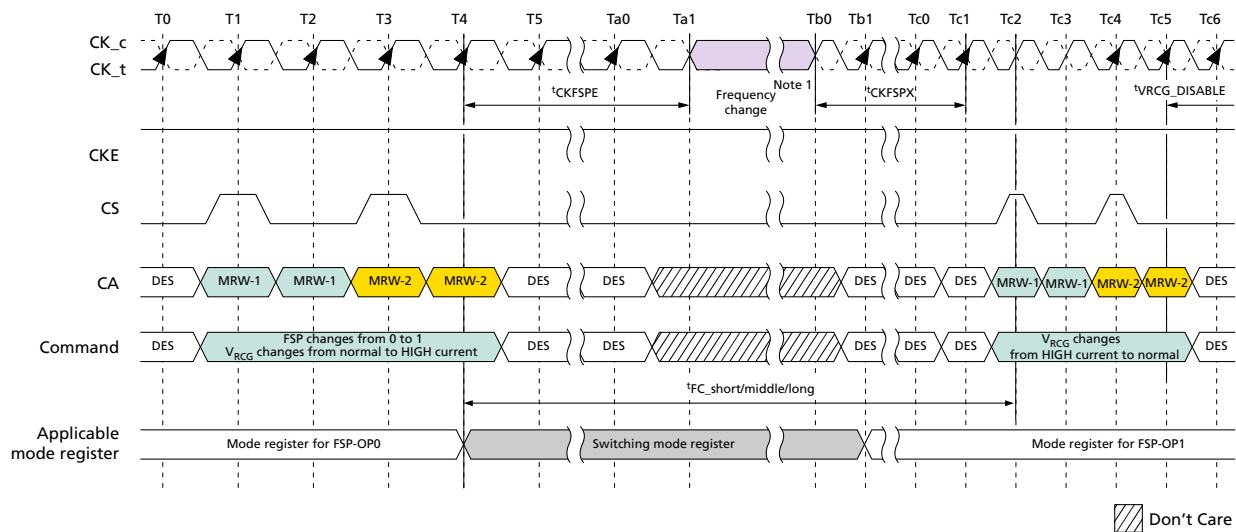 T0 T1 T2 T3 T4 T5 Ta0 Ta1 Tb0 Tb1 Tc0 Tc1 Tc2 Tc3 Tc4 Tc5 Tc6
CK_c
CK_t
tCKFSPE
Frequency
change
Note 1
tCKFSPX
tVRCG_DISABLE
CKE
CS
CA
DES MRW-1 MRW-1 MRW-2 MRW-2 DES DES DES DES DES MRW-1 MRW-1 MRW-2 MRW-2 DES
Command
DES
FSP changes from 0 to 1
VRCG changes from normal to HIGH current
DES DES DES DES DES
VRCG changes
from HIGH current to normal
DES
tFC_short/middle/long
Applicable
mode register
Mode register for FSP-OP0 Switching mode register Mode register for FSP-OP1
Don't Care